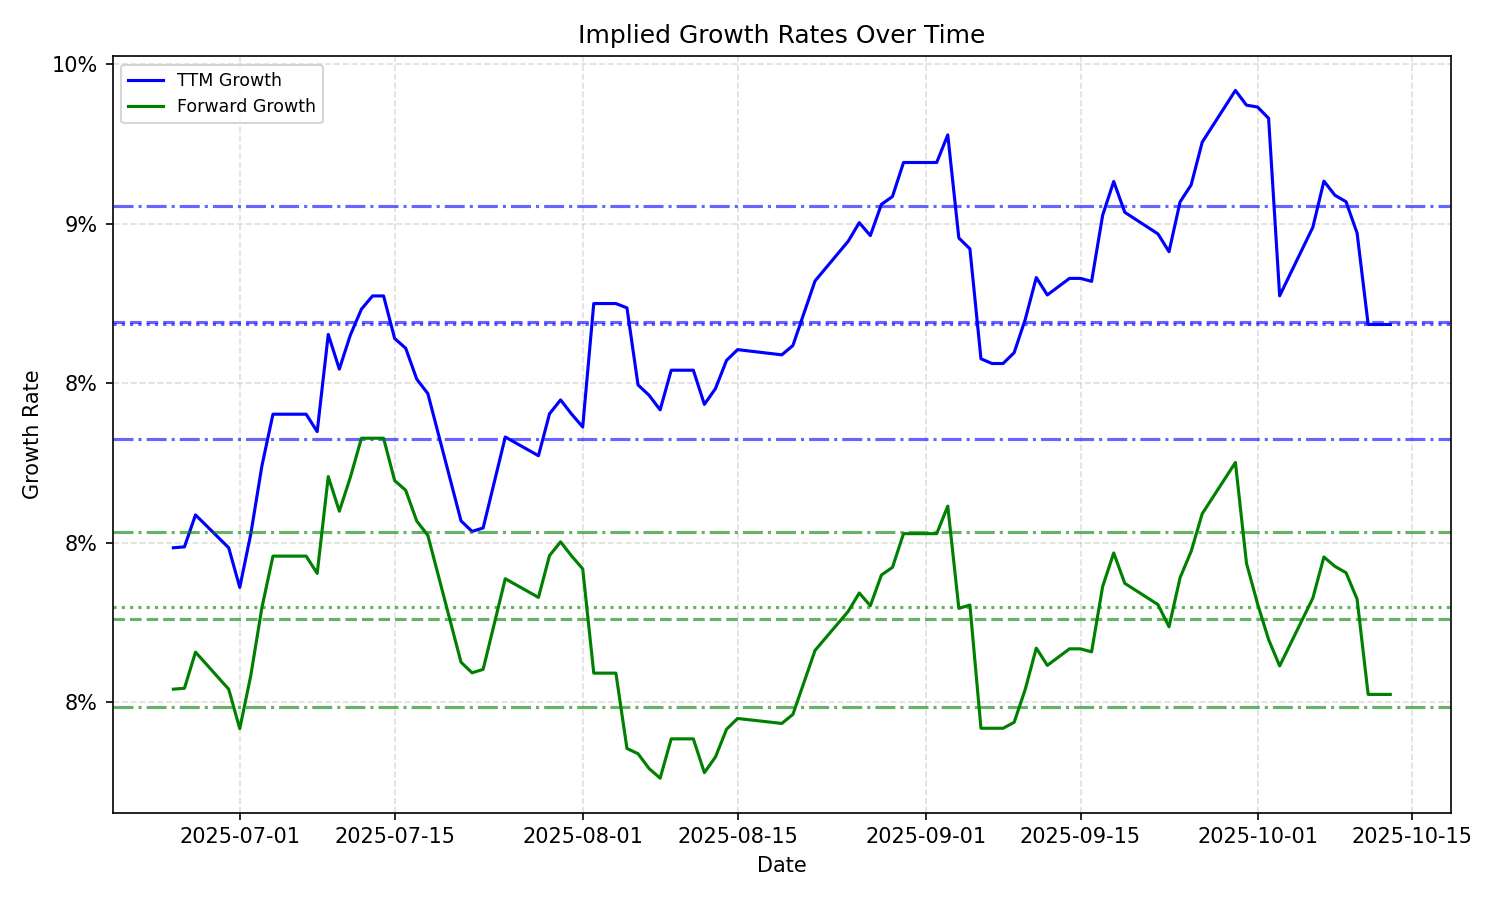 Implied Growth Rates Over Time
TTM Growth
Forward Growth
10%
9%
8%
8%
8%
Growth Rate
2025-07-01
2025-07-15
2025-08-01
2025-08-15
2025-09-01
2025-09-15
2025-10-01
2025-10-15
Date